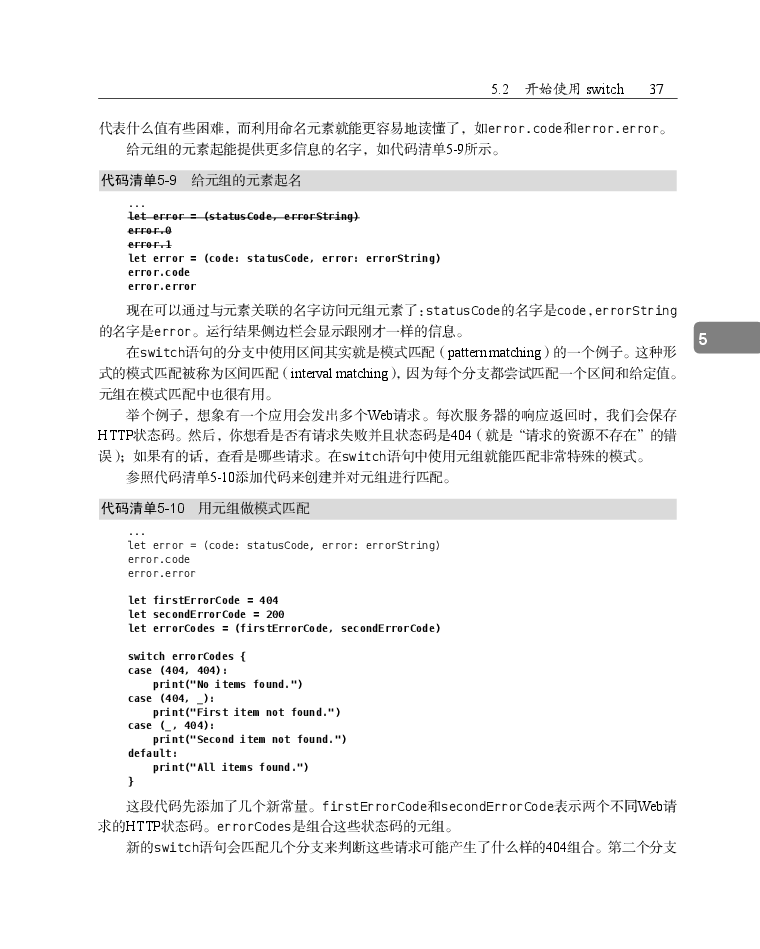 5.2 开始使用 switch 37
代表什么值有些困难，而利用命名元素就能更容易地读懂了，如error.code和error.error。
给元组的元素起能提供更多信息的名字，如代码清单5-9所示。
代码清单5-9 给元组的元素起名
...
let error = (statusCode, errorString)
error.0
error.1
let error = (code: statusCode, error: errorString)
error.code
error.error
现在可以通过与元素关联的名字访问元组元素了：statusCode的名字是code，errorString
的名字是error。运行结果侧边栏会显示跟刚才一样的信息。
5
在switch语句的分支中使用区间其实就是模式匹配（pattern matching）的一个例子。这种形
式的模式匹配被称为区间匹配（interval matching），因为每个分支都尝试匹配一个区间和给定值。
元组在模式匹配中也很有用。
举个例子，想象有一个应用会发出多个Web请求。每次服务器的响应返回时，我们会保存
HTTP状态码。然后，你想看是否有请求失败并且状态码是404（就是“请求的资源不存在”的错
误）；如果有的话，查看是哪些请求。在switch语句中使用元组就能匹配非常特殊的模式。
参照代码清单5-10添加代码来创建并对元组进行匹配。
代码清单5-10 用元组做模式匹配
...
let error = (code: statusCode, error: errorString)
error.code
error.error
let firstErrorCode = 404
let secondErrorCode = 200
let errorCodes = (firstErrorCode, secondErrorCode)
switch errorCodes {
case (404, 404):
    print("No items found.")
case (404, _):
    print("First item not found.")
case (_, 404):
    print("Second item not found.")
default:
    print("All items found.")
}
这段代码先添加了几个新常量。firstErrorCode和secondErrorCode表示两个不同Web请
求的HTTP状态码。errorCodes是组合这些状态码的元组。
新的switch语句会匹配几个分支来判断这些请求可能产生了什么样的404组合。第二个分支